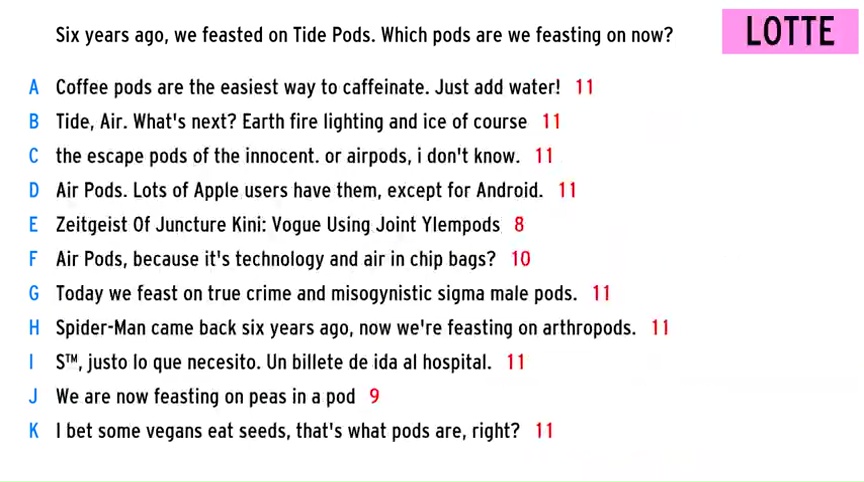 Six years ago, we feasted on Tide Pods. Which pods are we feasting on now?
LOTTE
A Coffee pods are the easiest way to caffeinate. Just add water! 11
B Tide, Air. What's next? Earth fire lighting and ice of course 11
C the escape pods of the innocent. or airpods, i don't know. 11
D Air Pods. Lots of Apple users have them, except for Android. 11
E Zeitgeist Of Juncture Kini: Vogue Using Joint Ylempods 8
F Air Pods, because it's technology and air in chip bags? 10
G Today we feast on true crime and misogynistic sigma male pods. 11
H Spider-Man came back six years ago, now we're feasting on arthropods. 11
I S™, justo lo que necesito. Un billete de ida al hospital. 11
J We are now feasting on peas in a pod 9
K I bet some vegans eat seeds, that's what pods are, right? 11